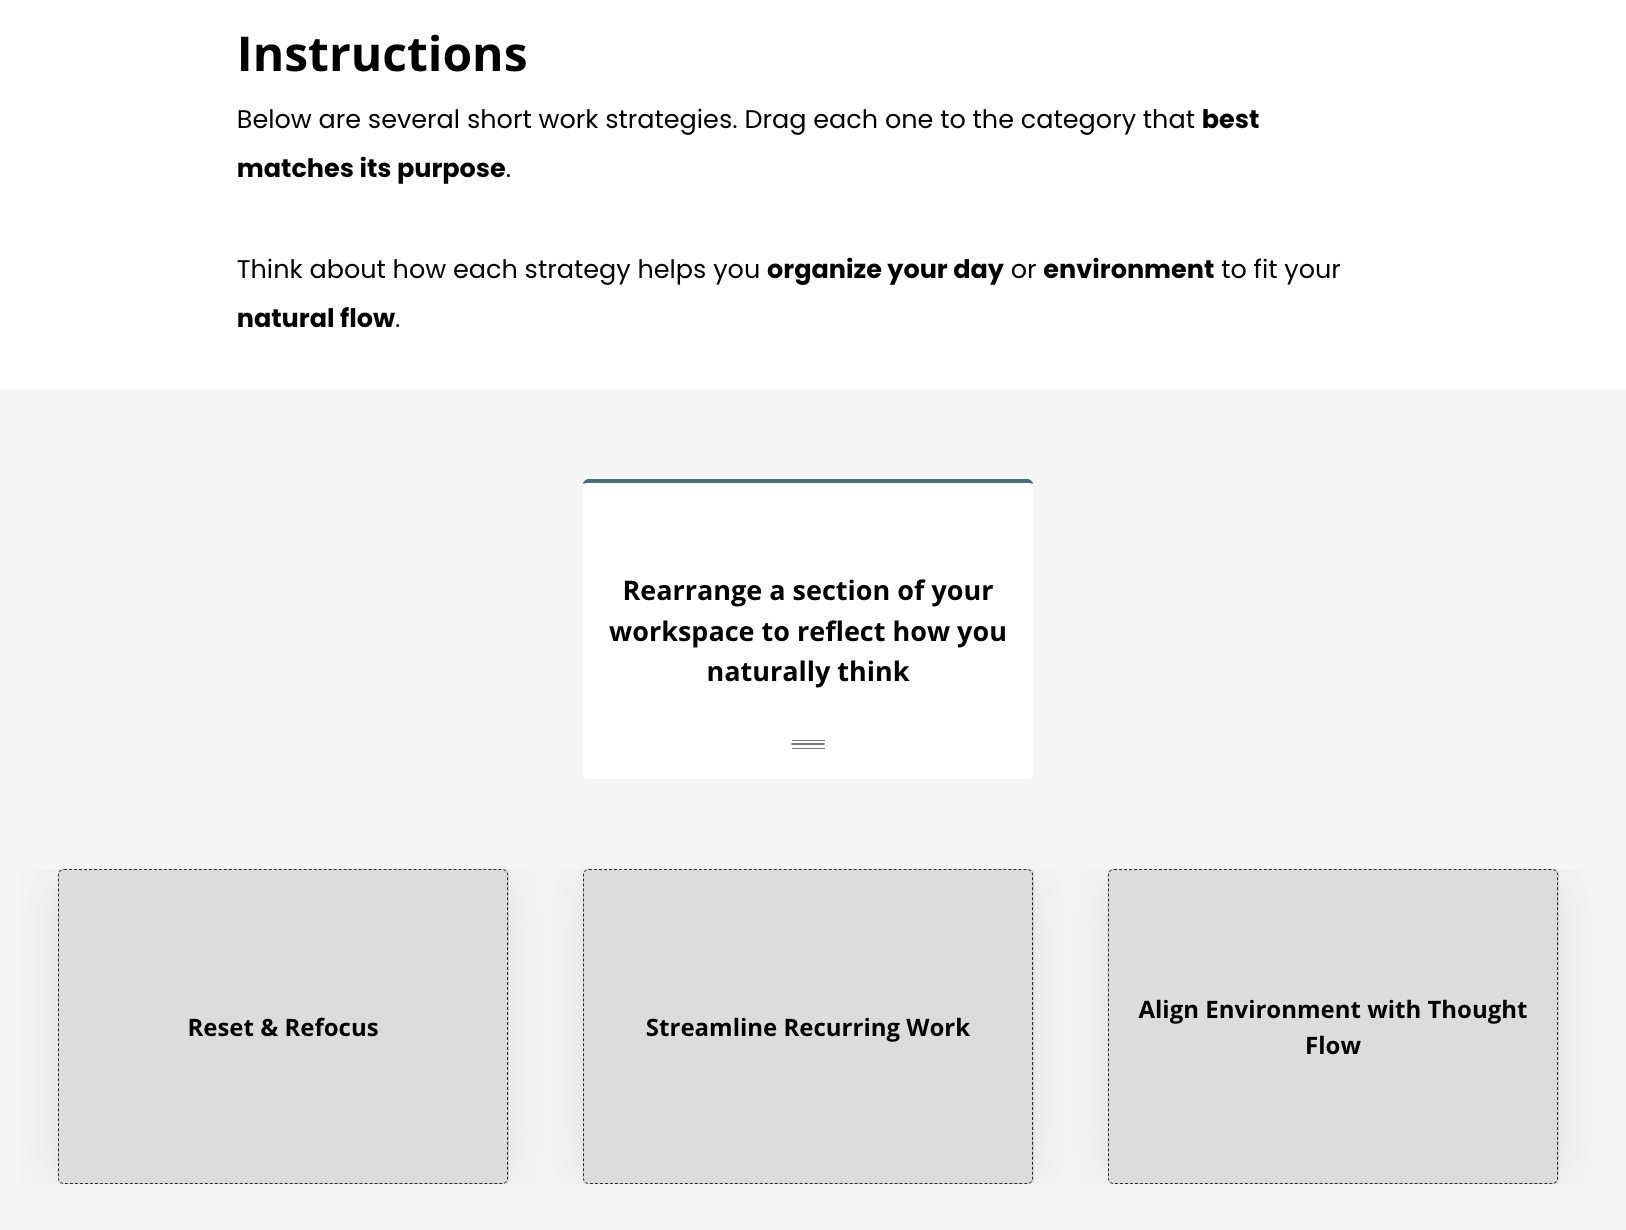 Instructions
Below are several short work strategies. Drag each one to the category that best
matches its purpose.
Think about how each strategy helps you organize your day or environment to fit your
natural flow.
Rearrange a section of your
workspace to reflect how you
naturally think
Reset & Refocus
Streamline Recurring Work
Align Environment with Thought
Flow